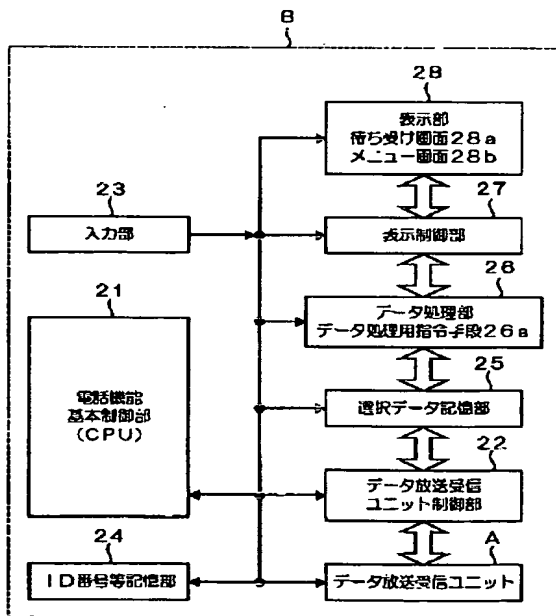 B
28
表示部
待ち受け画面28a
メニュー画面28b
23
入力部
27
表示制御部
26
データ処理部
データ処理用指令手段26a
21
電話機能
基本制御部
(CPU)
25
選択データ記憶部
22
データ放送受信
ユニット制御部
24
ID番号等記憶部
A
データ放送受信ユニット